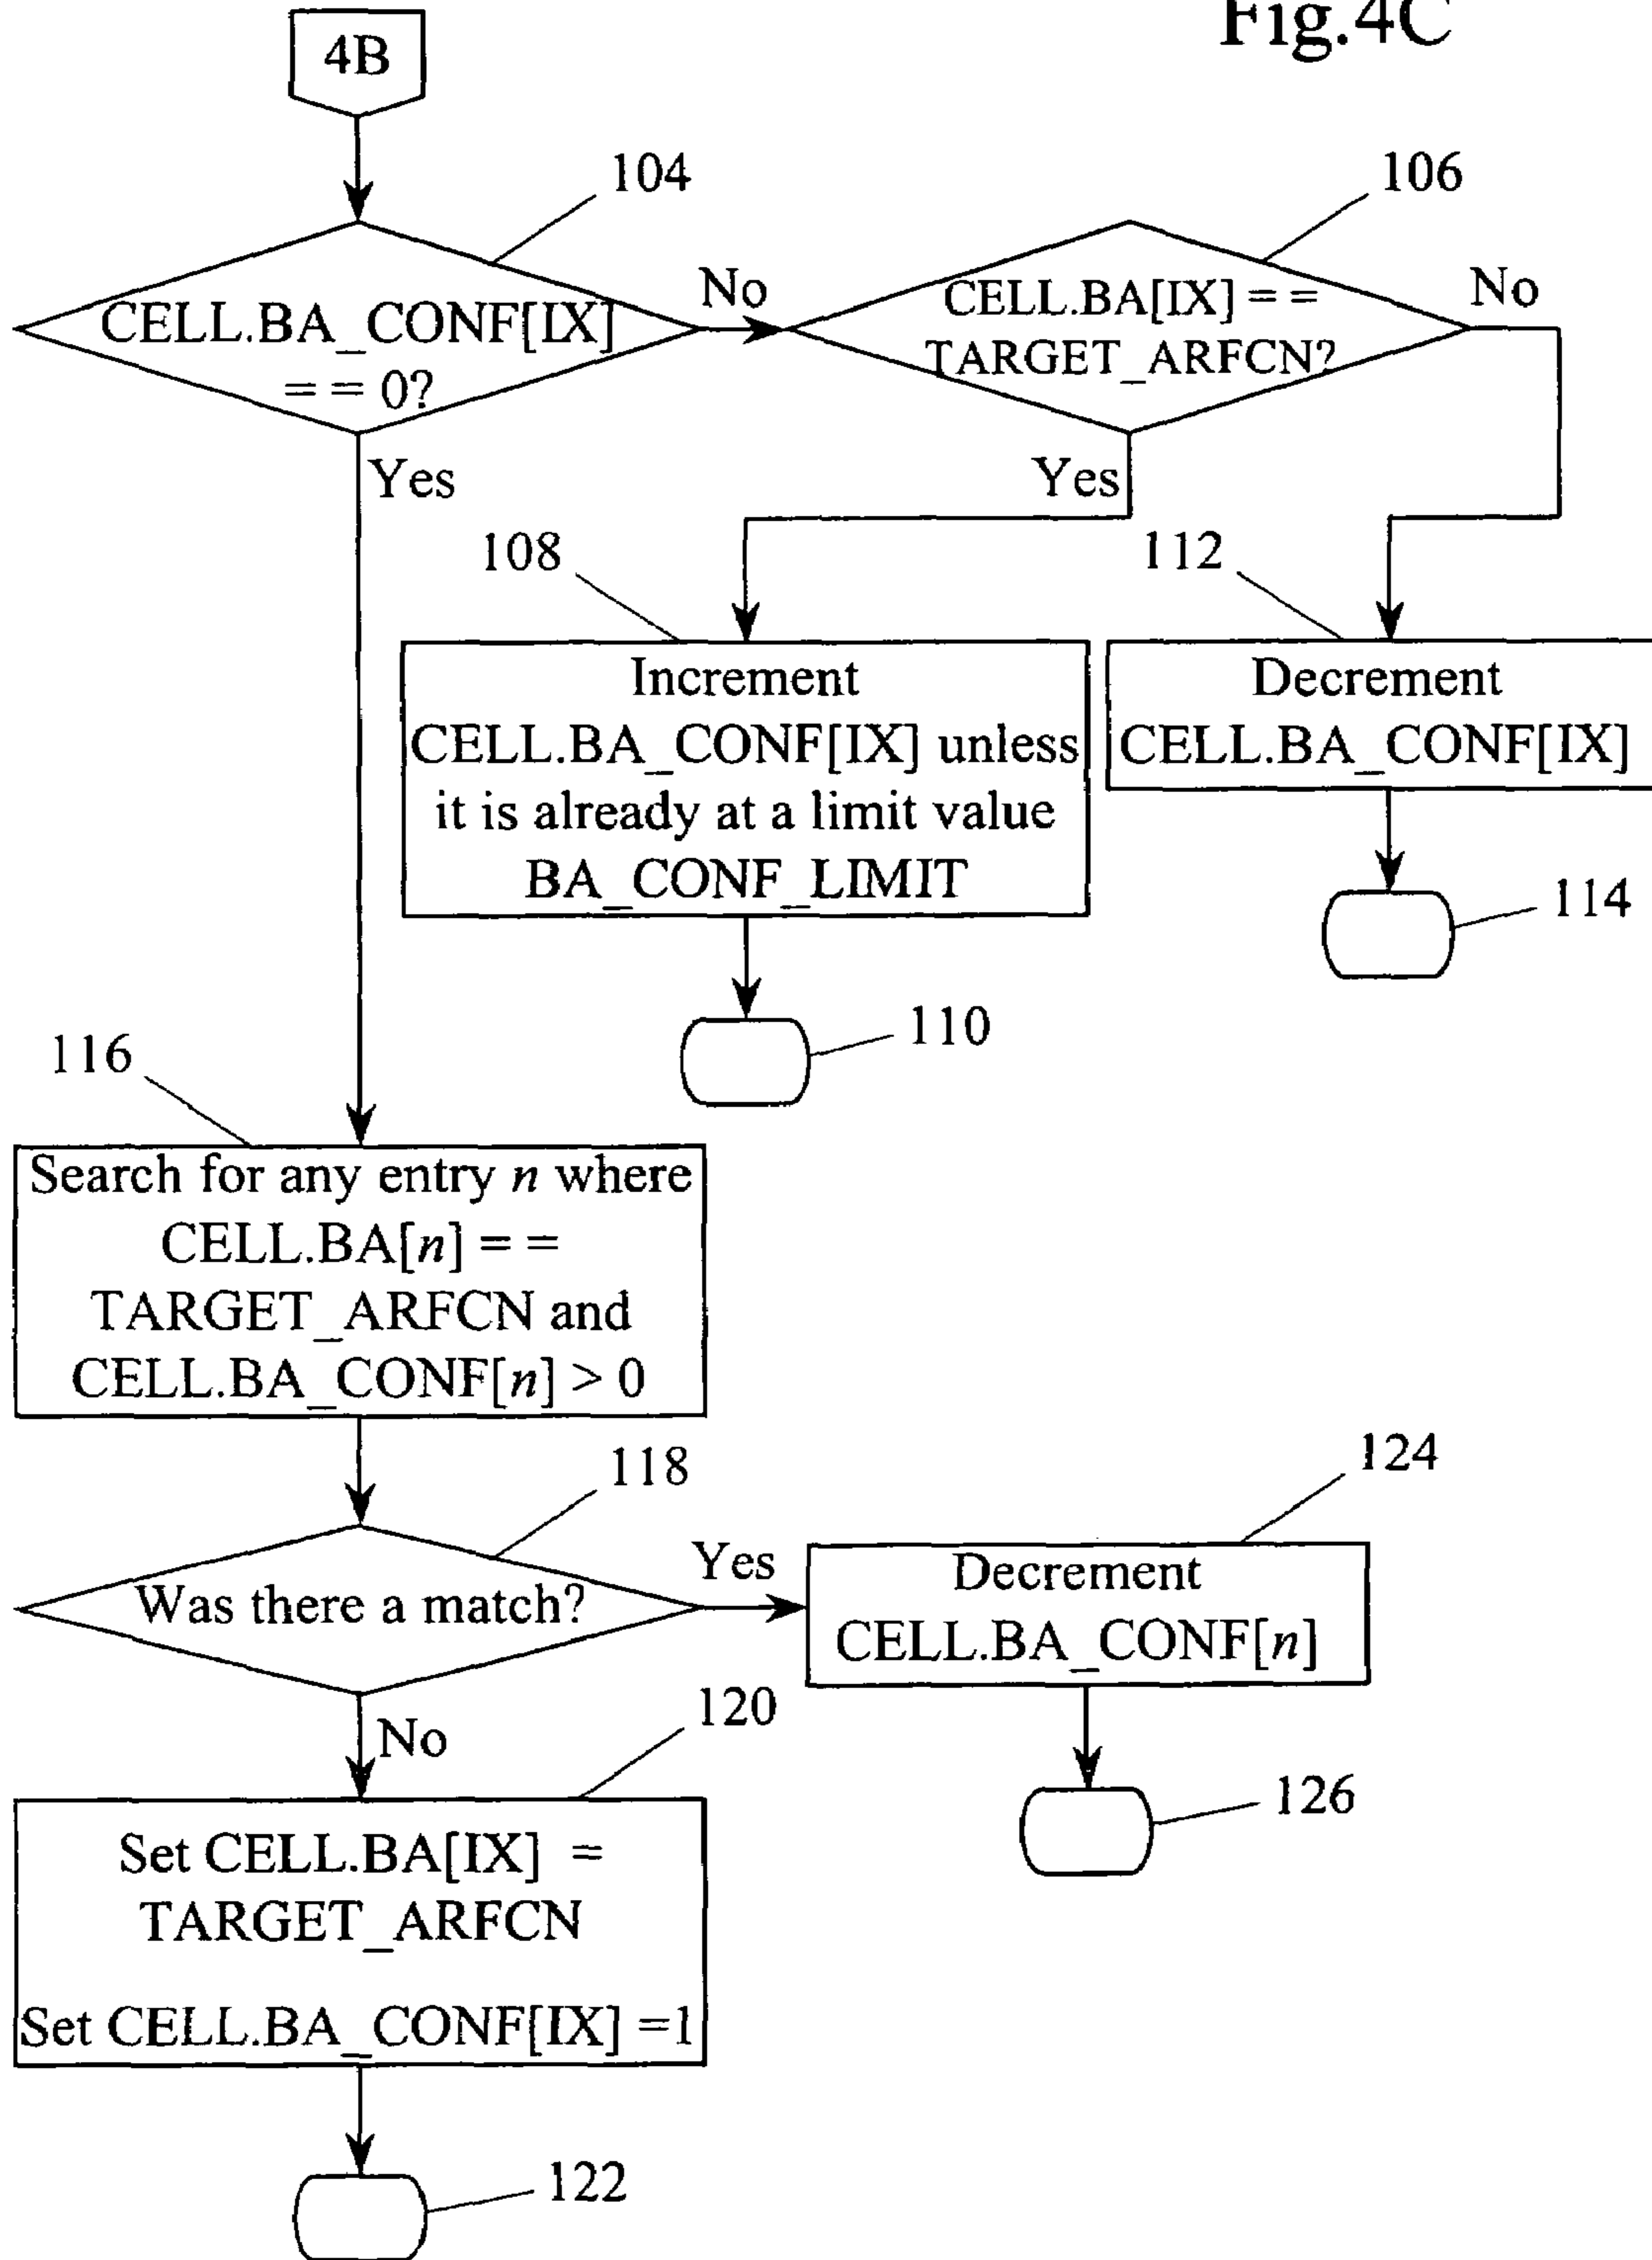 Fig.4C
4B
104
106
CELL.BA_CONF[IX]
= = 0?
No
CELL.BA[IX] = =
TARGET_ARFCN?
No
Yes
Yes
108
112
Increment
CELL.BA_CONF[IX] unless
it is already at a limit value
BA_CONF_LIMIT
Decrement
CELL.BA_CONF[IX]
114
110
116
Search for any entry n where
CELL.BA[n] = =
TARGET_ARFCN and
CELL.BA_CONF[n] > 0
118
124
Was there a match?
Yes
Decrement
CELL.BA_CONF[n]
No
120
126
Set CELL.BA[IX] =
TARGET_ARFCN
Set CELL.BA_CONF[IX] =1
122